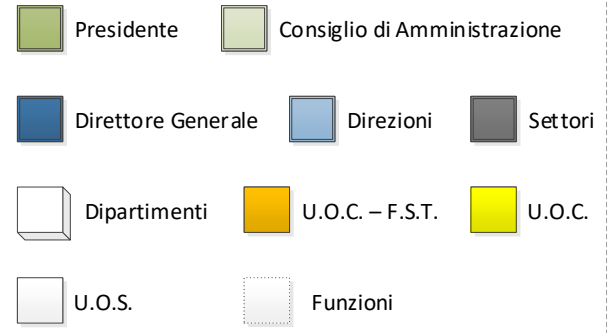 Presidente Consiglio di Amministrazione
Direttore Generale Direzioni Settori
Dipartimenti U.O.C. – F.S.T. U.O.C.
U.O.S. Funzioni